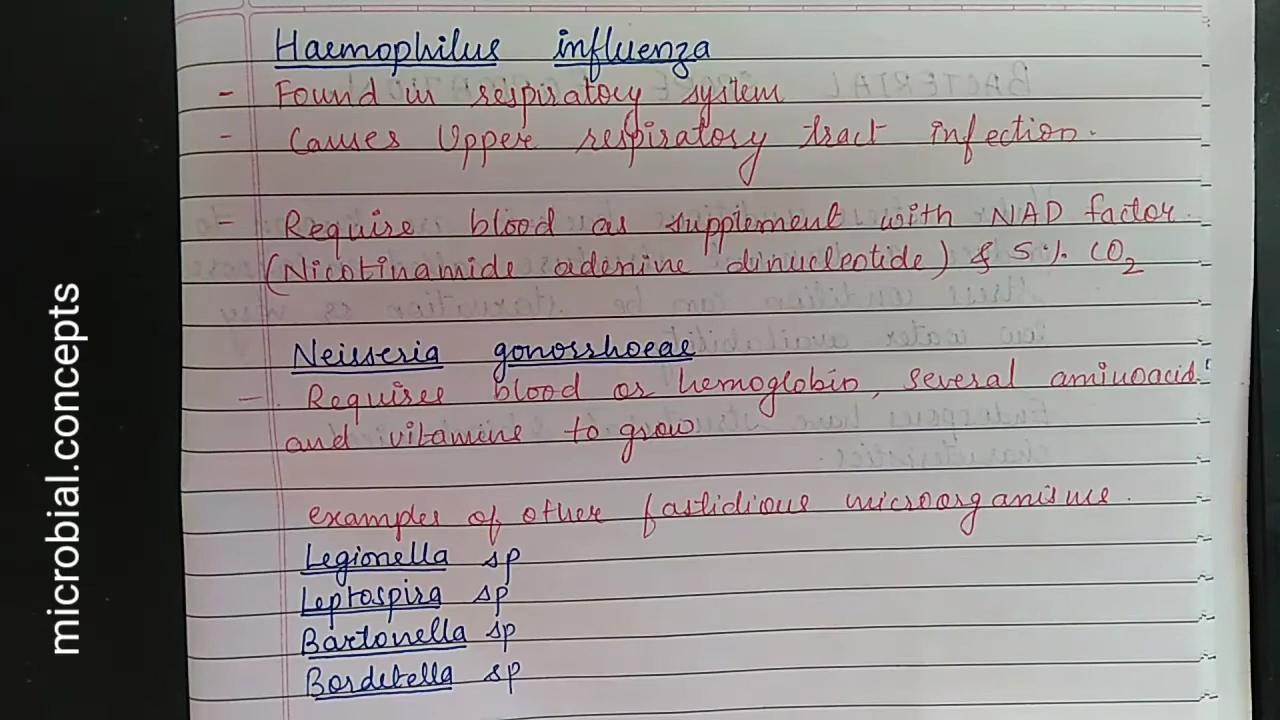 Haemophilus influenza
- Found in respiratory system
- Causes Upper respiratory tract infection.
- Require blood as supplement with NAD factor
(Nicotinamide adenine dinucleotide) & 5% CO2
Neisseria gonorrhoeae
- Requires blood or hemoglobin, several aminoacids
and vitamins to grow
examples of other fastidious microorganisms.
Legionella sp
Leptospira sp
Bartonella sp
Bordetella sp
microbial.concepts